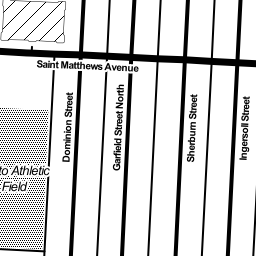 Saint Matthews Avenue
Dominion Street
Garfield Street North
Sherburn Street
Ingersoll Street
to Athletic
Field